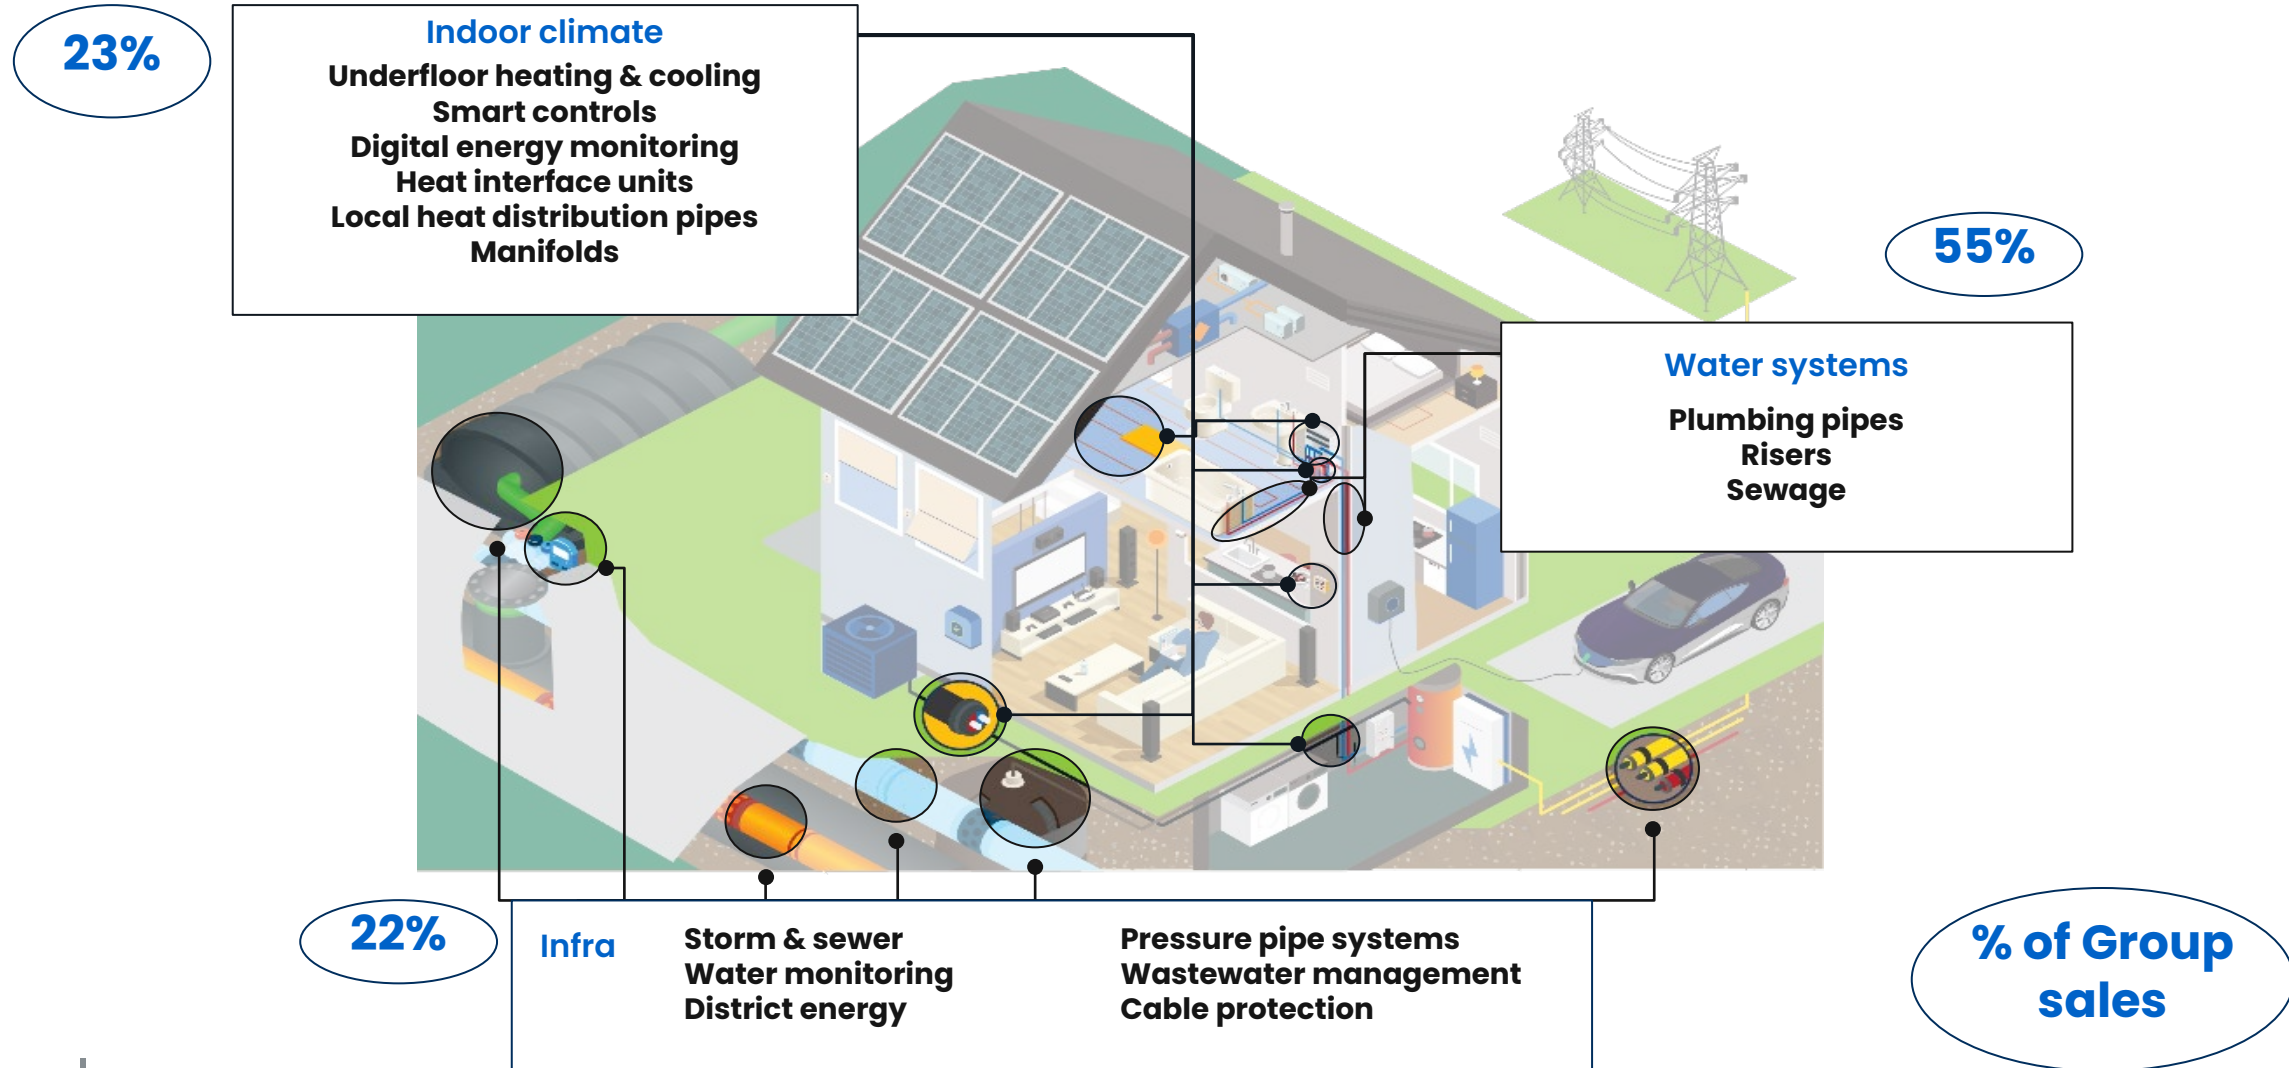 23%
Indoor climate
Underfloor heating & cooling
Smart controls
Digital energy monitoring
Heat interface units
Local heat distribution pipes
Manifolds
55%
Water systems
Plumbing pipes
Risers
Sewage
22%
Infra
Storm & sewer
Water monitoring
District energy
Pressure pipe systems
Wastewater management
Cable protection
% of Group
sales